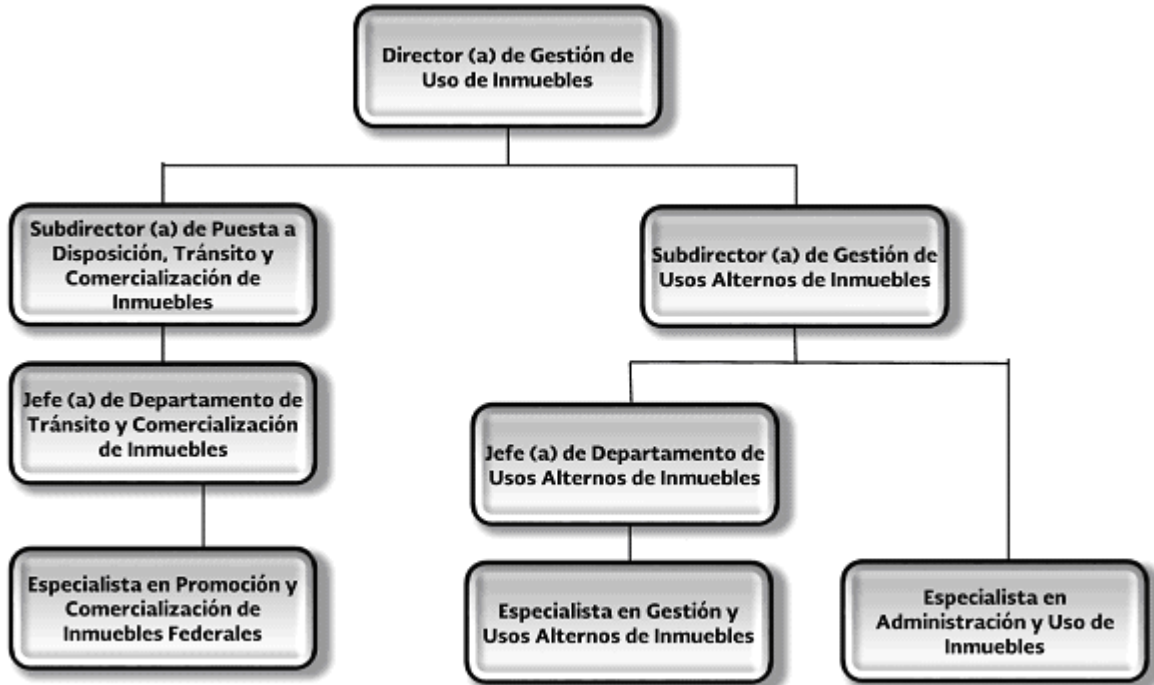 Director (a) de Gestión de
Uso de Inmuebles
Subdirector (a) de Puesta a
Disposición, Tránsito y
Comercialización de
Inmuebles
Subdirector (a) de Gestión de
Usos Alternos de Inmuebles
Jefe (a) de Departamento de
Tránsito y Comercialización
de Inmuebles
Jefe (a) de Departamento de
Usos Alternos de Inmuebles
Especialista en Promoción y
Comercialización de
Inmuebles Federales
Especialista en Gestión y
Usos Alternos de Inmuebles
Especialista en
Administración y Uso de
Inmuebles